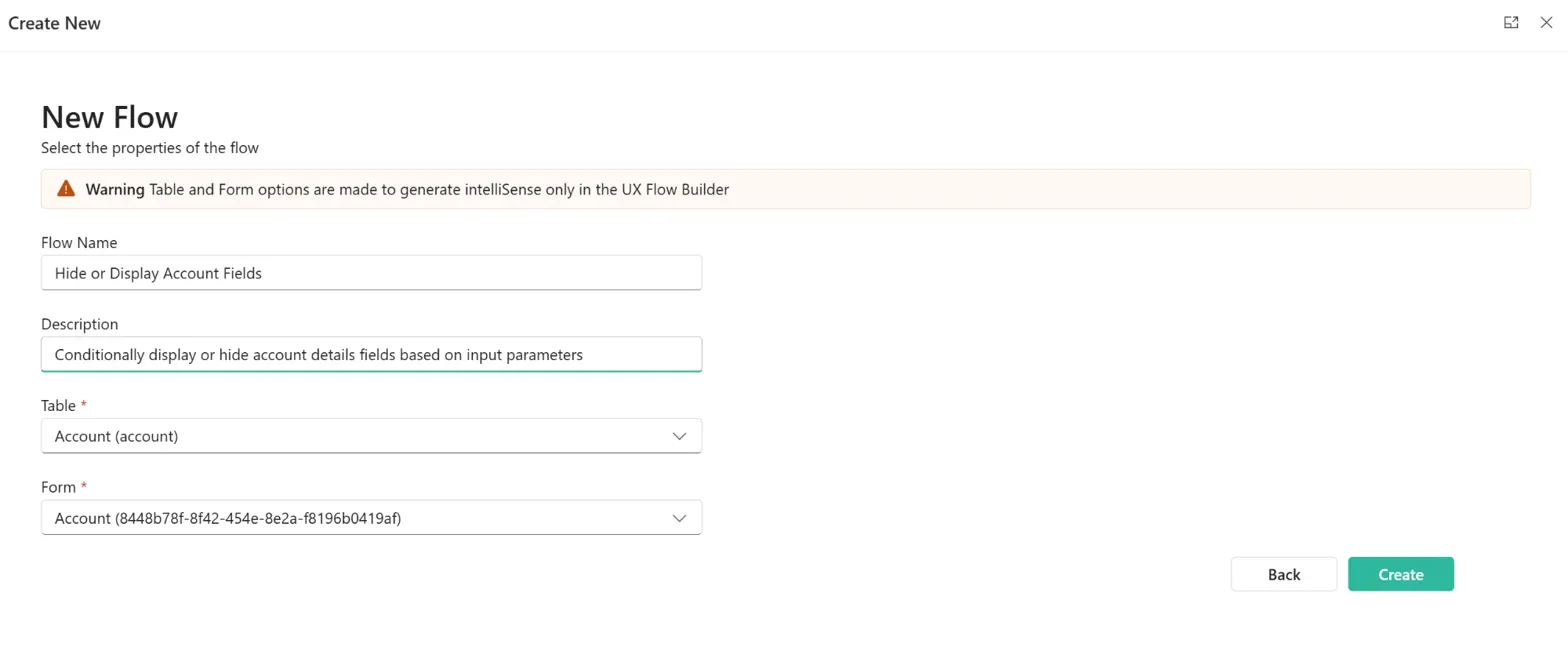 Create New
New Flow
Select the properties of the flow
Warning Table and Form options are made to generate intelliSense only in the UX Flow Builder
Flow Name
Hide or Display Account Fields
Description
Conditionally display or hide account details fields based on input parameters
Table *
Account (account)
Form *
Account (8448b78f-8f42-454e-8e2a-f8196b0419af)
Back Create